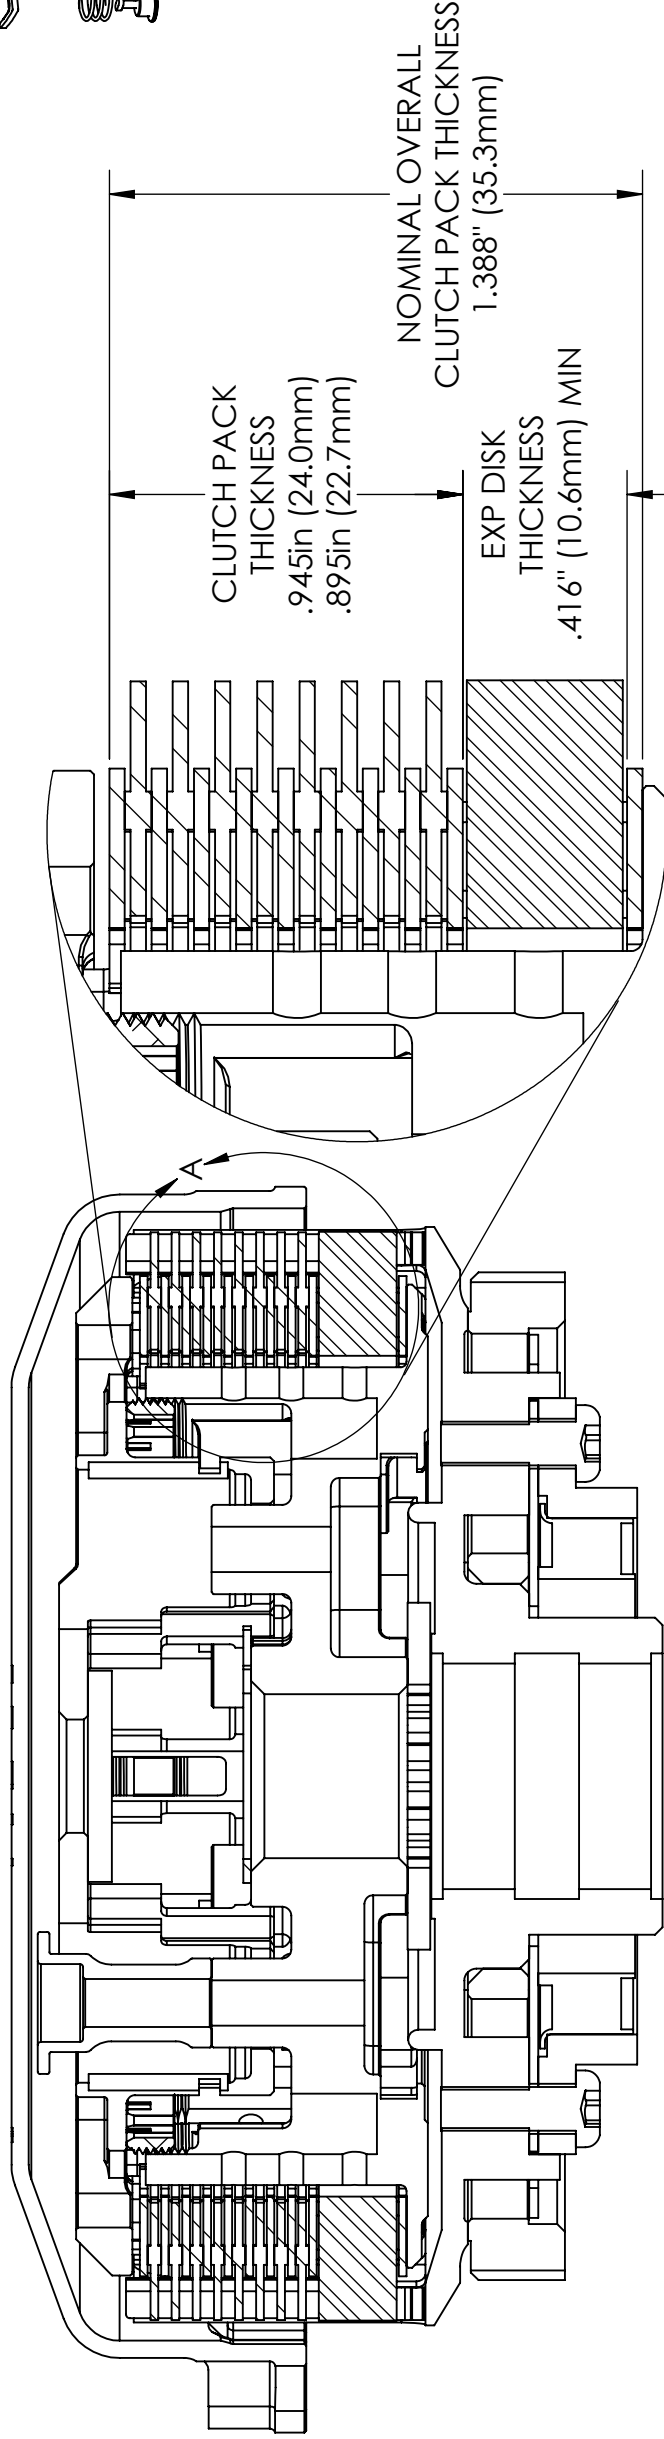 NOMINAL OVERALL
CLUTCH PACK THICKNESS
1.388" (35.3mm)
CLUTCH PACK
THICKNESS
.945in (24.0mm)
.895in (22.7mm)
EXP DISK
THICKNESS
.416" (10.6mm) MIN
A